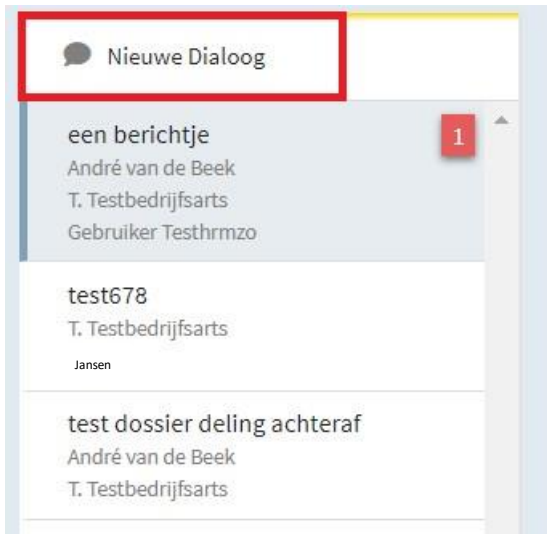 Nieuwe Dialoog
een berichtje
1
André van de Beek
T. Testbedrijfsarts
Gebruiker Testhrmzo
test678
T. Testbedrijfsarts
Jansen
test dossier deling achteraf
André van de Beek
T. Testbedrijfsarts